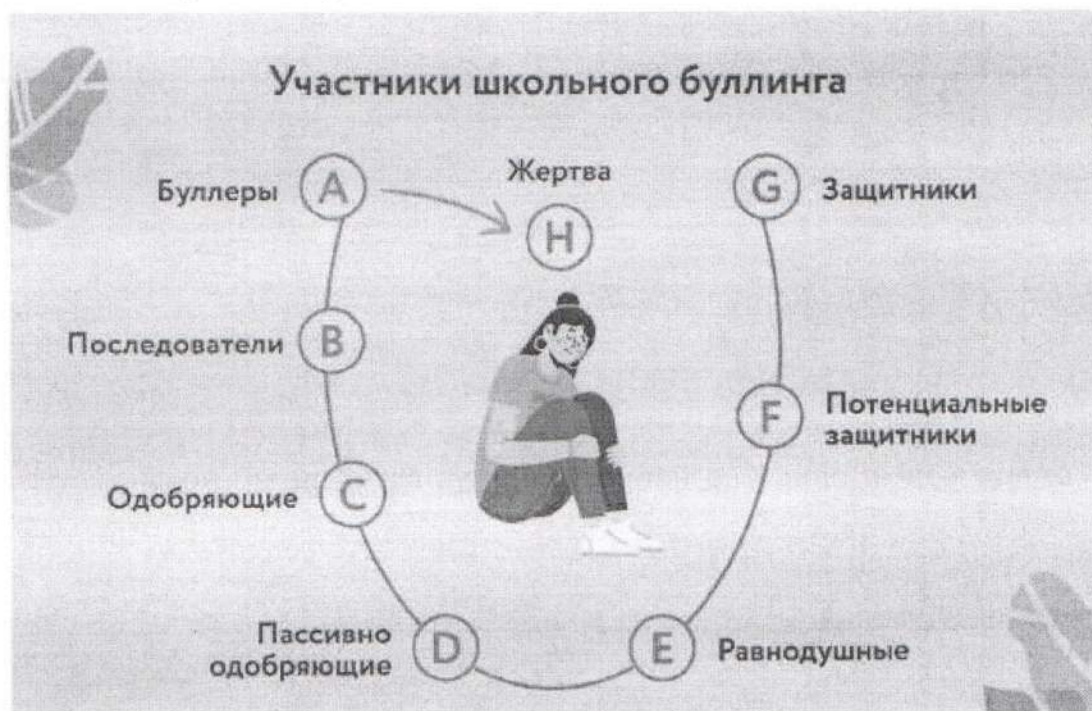 Участники школьного буллинга
Жертва
Буллеры
A
H
G
Защитники
Последователи
B
F
Потенциальные
защитники
Одобряющие
C
Пассивно
одобряющие
D
E
Равнодушные